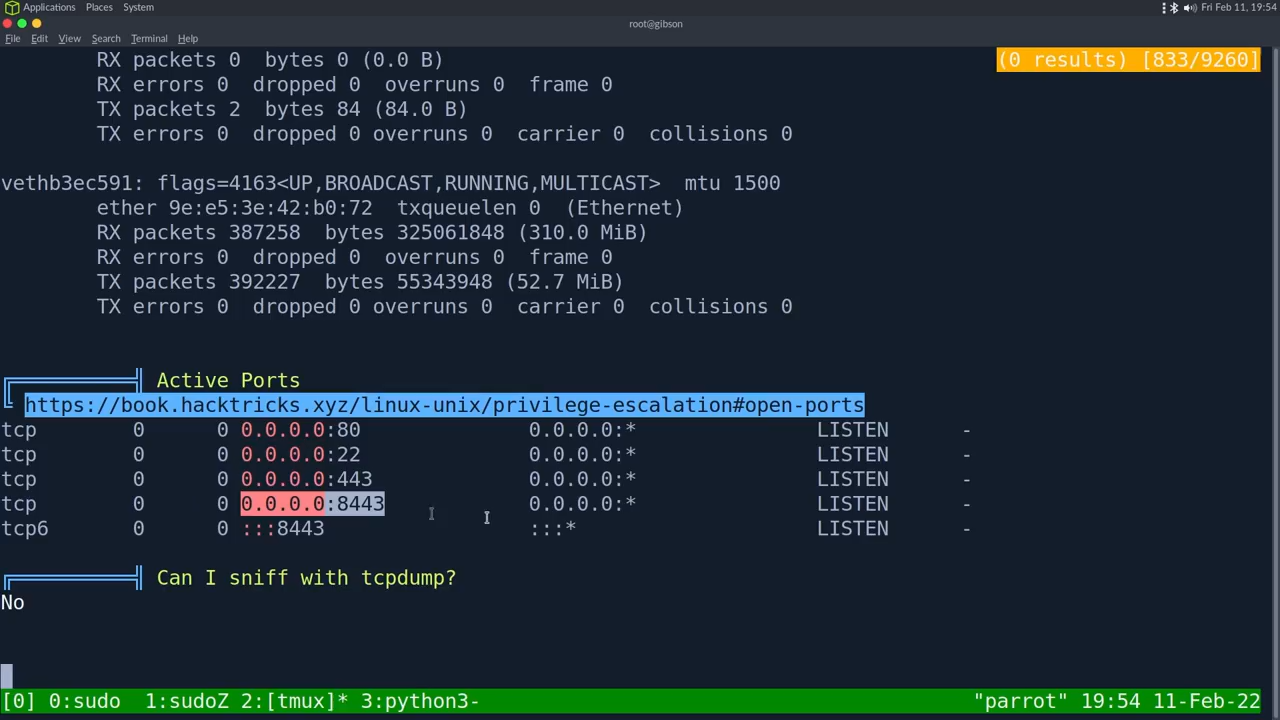 Applications Places System Fri Feb 11, 19:54
root@gibson
File Edit View Search Terminal Help
RX packets 0 bytes 0 (0.0 B) (0 results) [833/9260]
RX errors 0 dropped 0 overruns 0 frame 0
TX packets 2 bytes 84 (84.0 B)
TX errors 0 dropped 0 overruns 0 carrier 0 collisions 0
vethb3ec591: flags=4163<UP,BROADCAST,RUNNING,MULTICAST> mtu 1500
ether 9e:e5:3e:42:b0:72 txqueuelen 0 (Ethernet)
RX packets 387258 bytes 325061848 (310.0 MiB)
RX errors 0 dropped 0 overruns 0 frame 0
TX packets 392227 bytes 55343948 (52.7 MiB)
TX errors 0 dropped 0 overruns 0 carrier 0 collisions 0
Active Ports
https://book.hacktricks.xyz/linux-unix/privilege-escalation#open-ports
tcp 0 0 0.0.0.0:80 0.0.0.0:* LISTEN -
tcp 0 0 0.0.0.0:22 0.0.0.0:* LISTEN -
tcp 0 0 0.0.0.0:443 0.0.0.0:* LISTEN -
tcp 0 0 0.0.0.0:8443 0.0.0.0:* LISTEN -
tcp6 0 0 :::8443 :::* LISTEN -
Can I sniff with tcpdump?
No
[0] 0:sudo 1:sudoZ 2:[tmux]* 3:python3- "parrot" 19:54 11-Feb-22